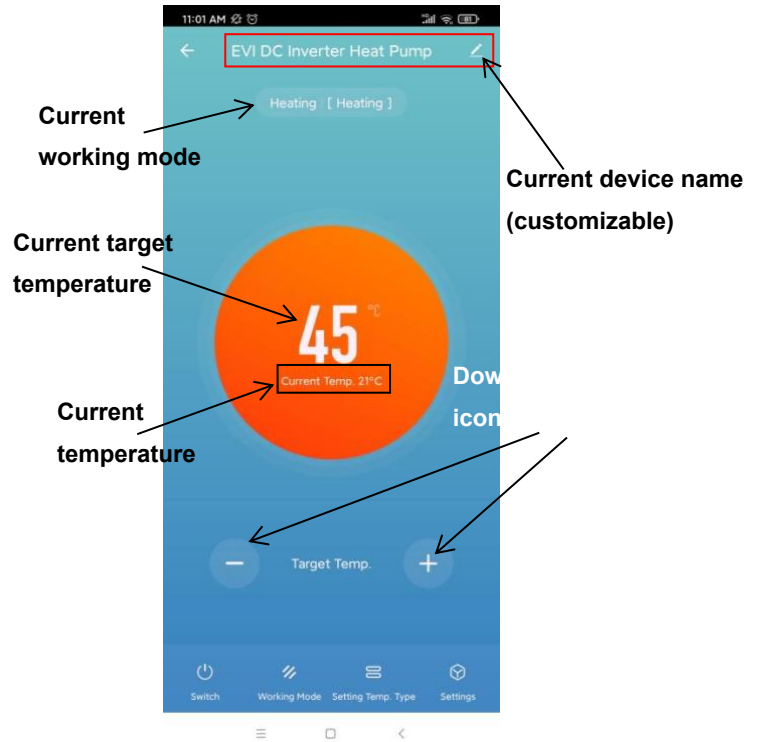 11:01 AM
81
EVI DC Inverter Heat Pump
Heating [ Heating ]
Current
working mode
Current device name
(customizable)
Current target
temperature
45 °C
Current Temp. 21°C
Current
temperature
Dow
icon
Target Temp.
Switch
Working Mode
Setting Temp. Type
Settings